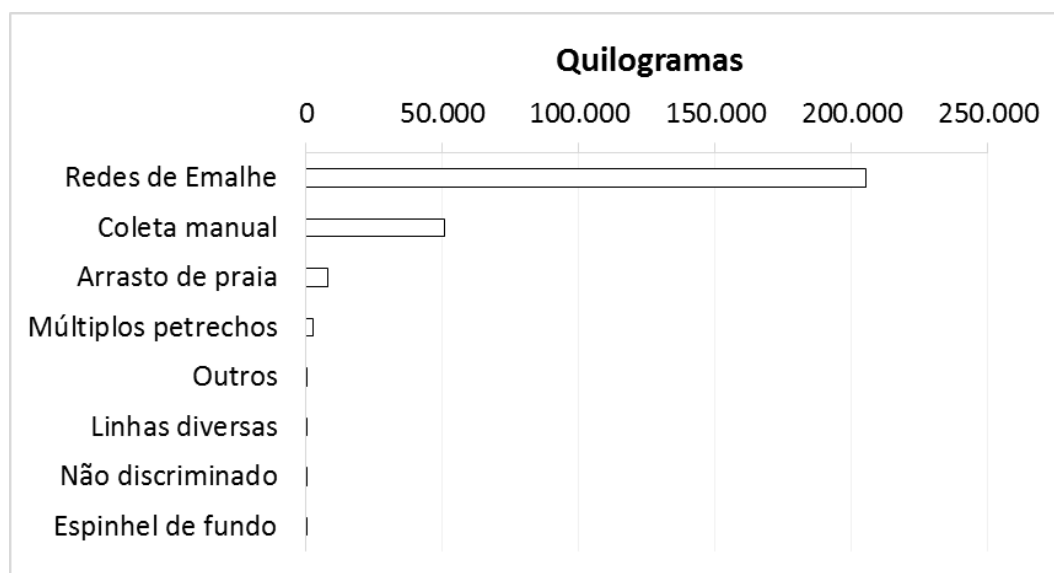 Quilogramas
0 50.000 100.000 150.000 200.000 250.000
Redes de Emalhe
Coleta manual
Arrasto de praia
Múltiplos petrechos
Outros
Linhas diversas
Não discriminado
Espinhel de fundo